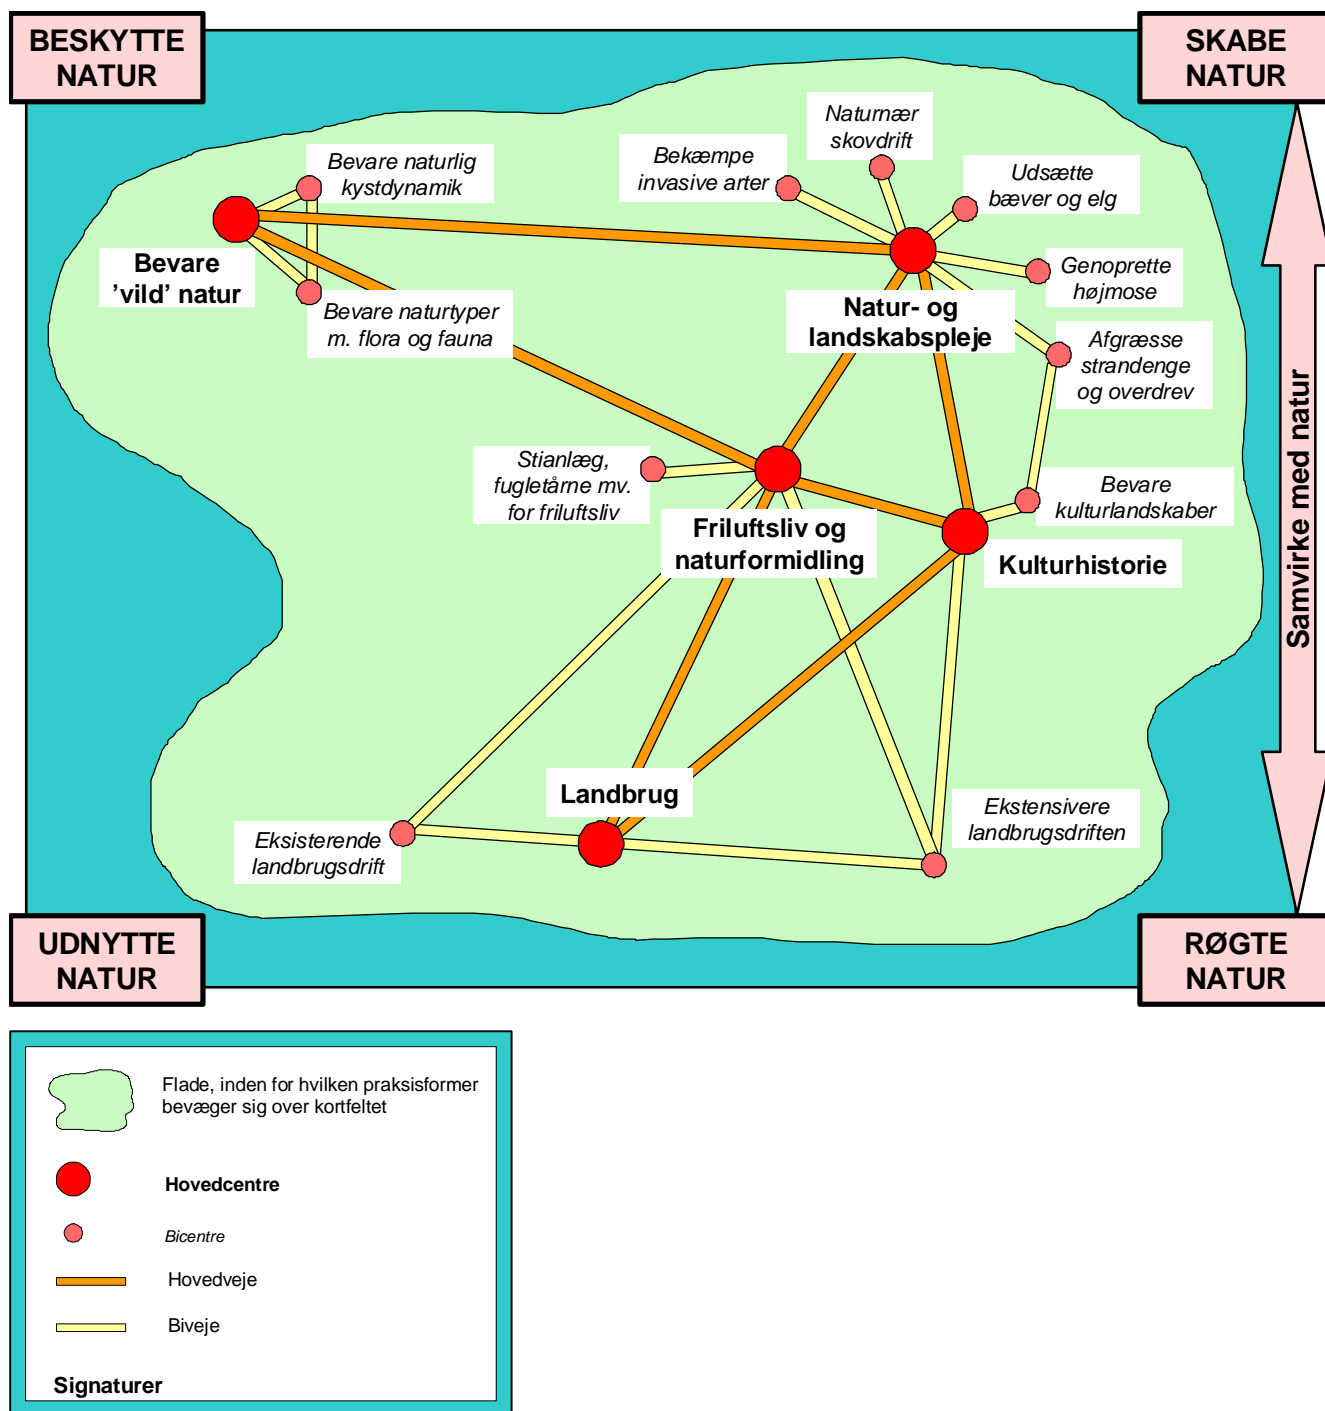 BESKYTTE
NATUR
SKABE
NATUR
Naturnær
skovdrift
Bevare naturlig
kystdynamik
Bekæmpe
invasive arter
Udsætte
bæver og elg
Bevare
’vild’ natur
Genoprette
højmose
Bevare naturtyper
m. flora og fauna
Natur- og
landskabspleje
Afgræsse
strandenge
og overdrev
Samvirke med natur
Stianlæg,
fugletårne mv.
for friluftsliv
Bevare
kulturlandskaber
Friluftsliv og
naturformidling
Kulturhistorie
Landbrug
Eksisterende
landbrugsdrift
Ekstensivere
landbrugsdriften
UDNYTTE
NATUR
RØGTE
NATUR
Flade, inden for hvilken praksisformer
bevæger sig over kortfeltet
Hovedcentre
Bicentre
Hovedveje
Biveje
Signaturer